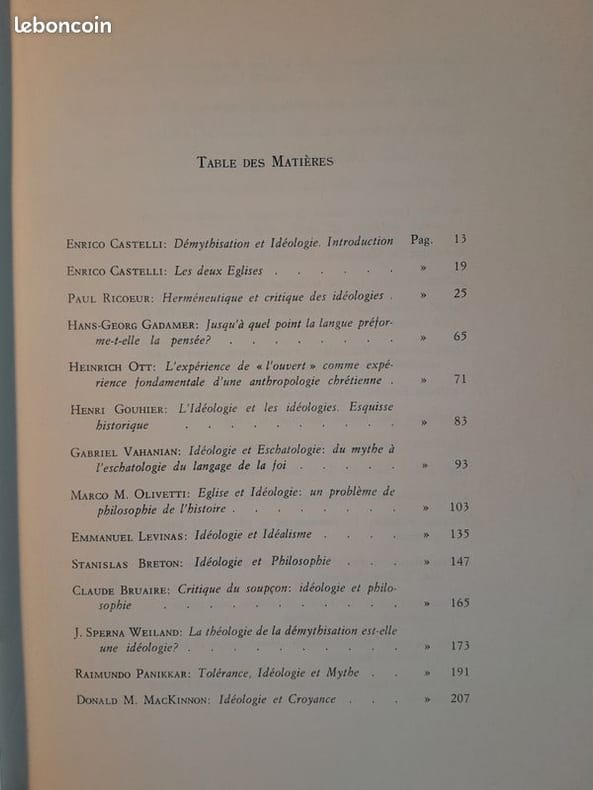 leboncoin
TABLE DES MATIÈRES
ENRICO CASTELLI: Démythisation et Idéologie. Introduction Pag. 13
ENRICO CASTELLI: Les deux Eglises . . . . . . » 19
PAUL RICOEUR: Herméneutique et critique des idéologies . » 25
HANS-GEORG GADAMER: Jusqu'à quel point la langue préfor-
me-t-elle la pensée? . . . . . . . . » 65
HEINRICH OTT: L'expérience de « l'ouvert » comme expé-
rience fondamentale d'une anthropologie chrétienne . » 71
HENRI GOUHIER: L'Idéologie et les idéologies. Esquisse
historique . . . . . . . . . . » 83
GABRIEL VAHANIAN: Idéologie et Eschatologie: du mythe à
l'eschatologie du langage de la foi . . . . . » 93
MARCO M. OLIVETTI: Eglise et Idéologie: un problème de
philosophie de l'histoire . . . . . . . . » 103
EMMANUEL LEVINAS: Idéologie et Idéalisme . . . . » 135
STANISLAS BRETON: Idéologie et Philosophie . . . » 147
CLAUDE BRUAIRE: Critique du soupçon: idéologie et philo-
sophie . . . . . . . . . . . » 165
J. SPERNA WEILAND: La théologie de la démythisation est-elle
une idéologie? . . . . . . . . . . » 173
RAIMUNDO PANIKKAR: Tolérance, Idéologie et Mythe . . » 191
DONALD M. MACKINNON: Idéologie et Croyance . . . » 207